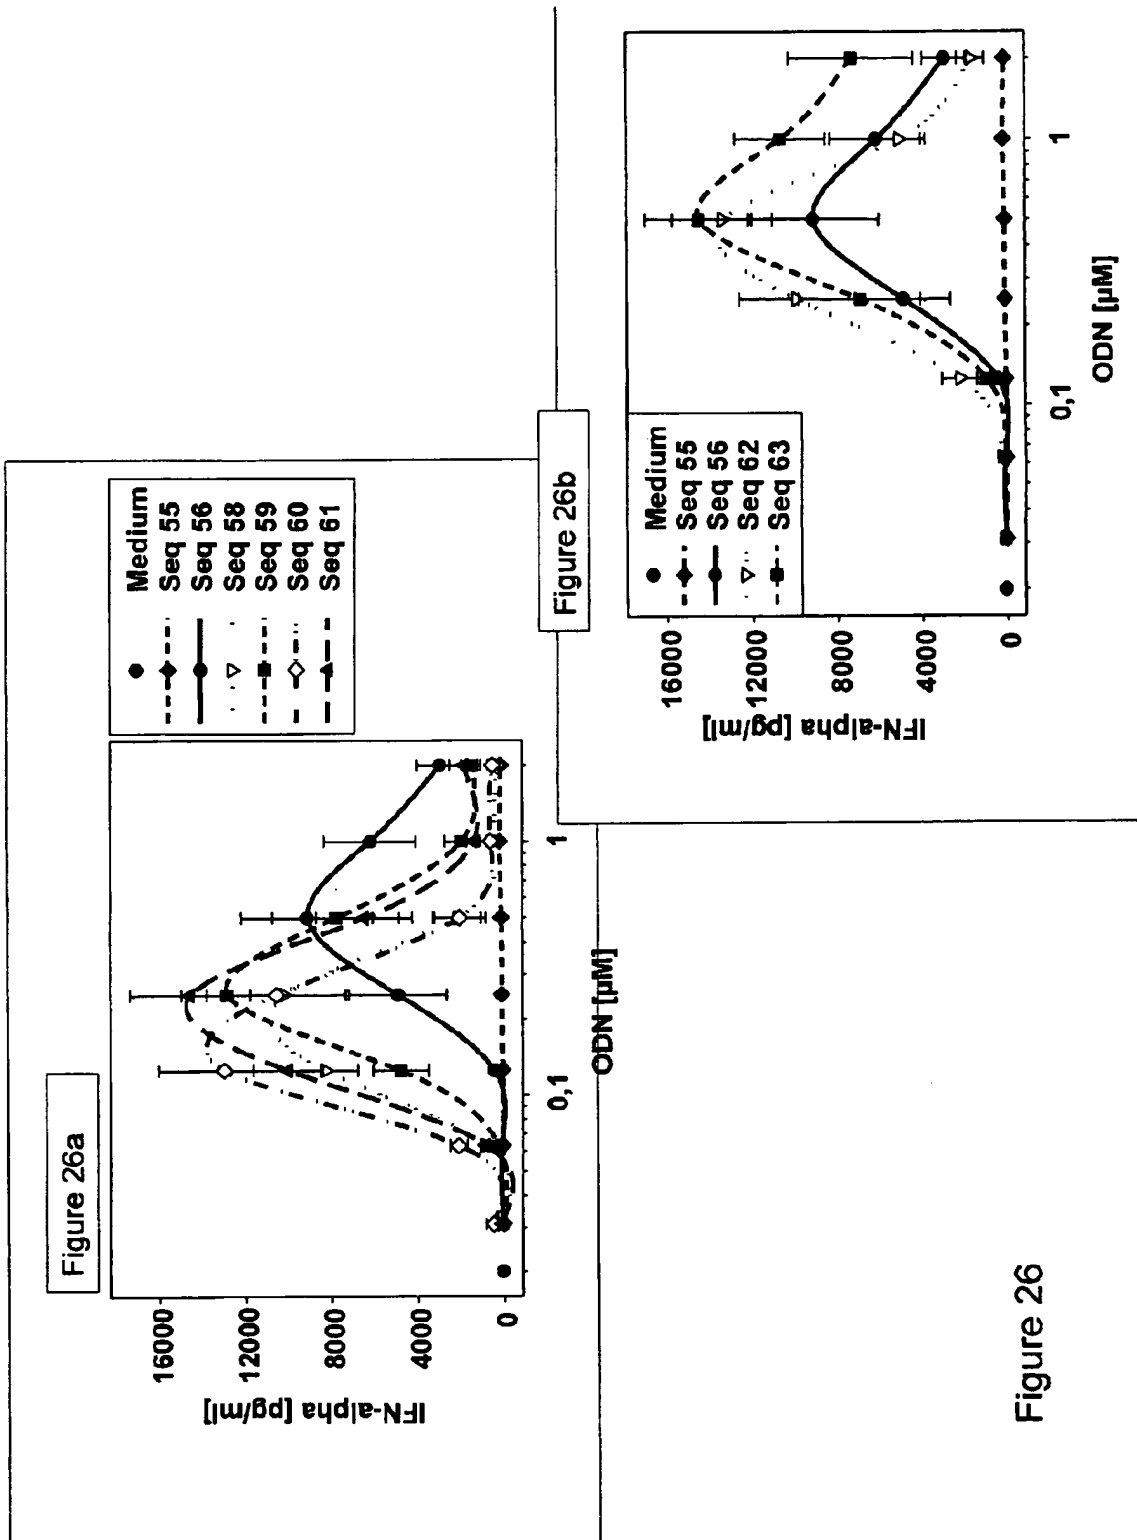 Figure 26a
IFN-alpha [pg/ml]
16000
12000
8000
4000
0
0,1
1
ODN [µM]
Medium
Seq 55
Seq 56
Seq 58
Seq 59
Seq 60
Seq 61
Figure 26b
IFN-alpha [pg/ml]
16000
12000
8000
4000
0
0,1
1
ODN [µM]
Medium
Seq 55
Seq 56
Seq 62
Seq 63
Figure 26